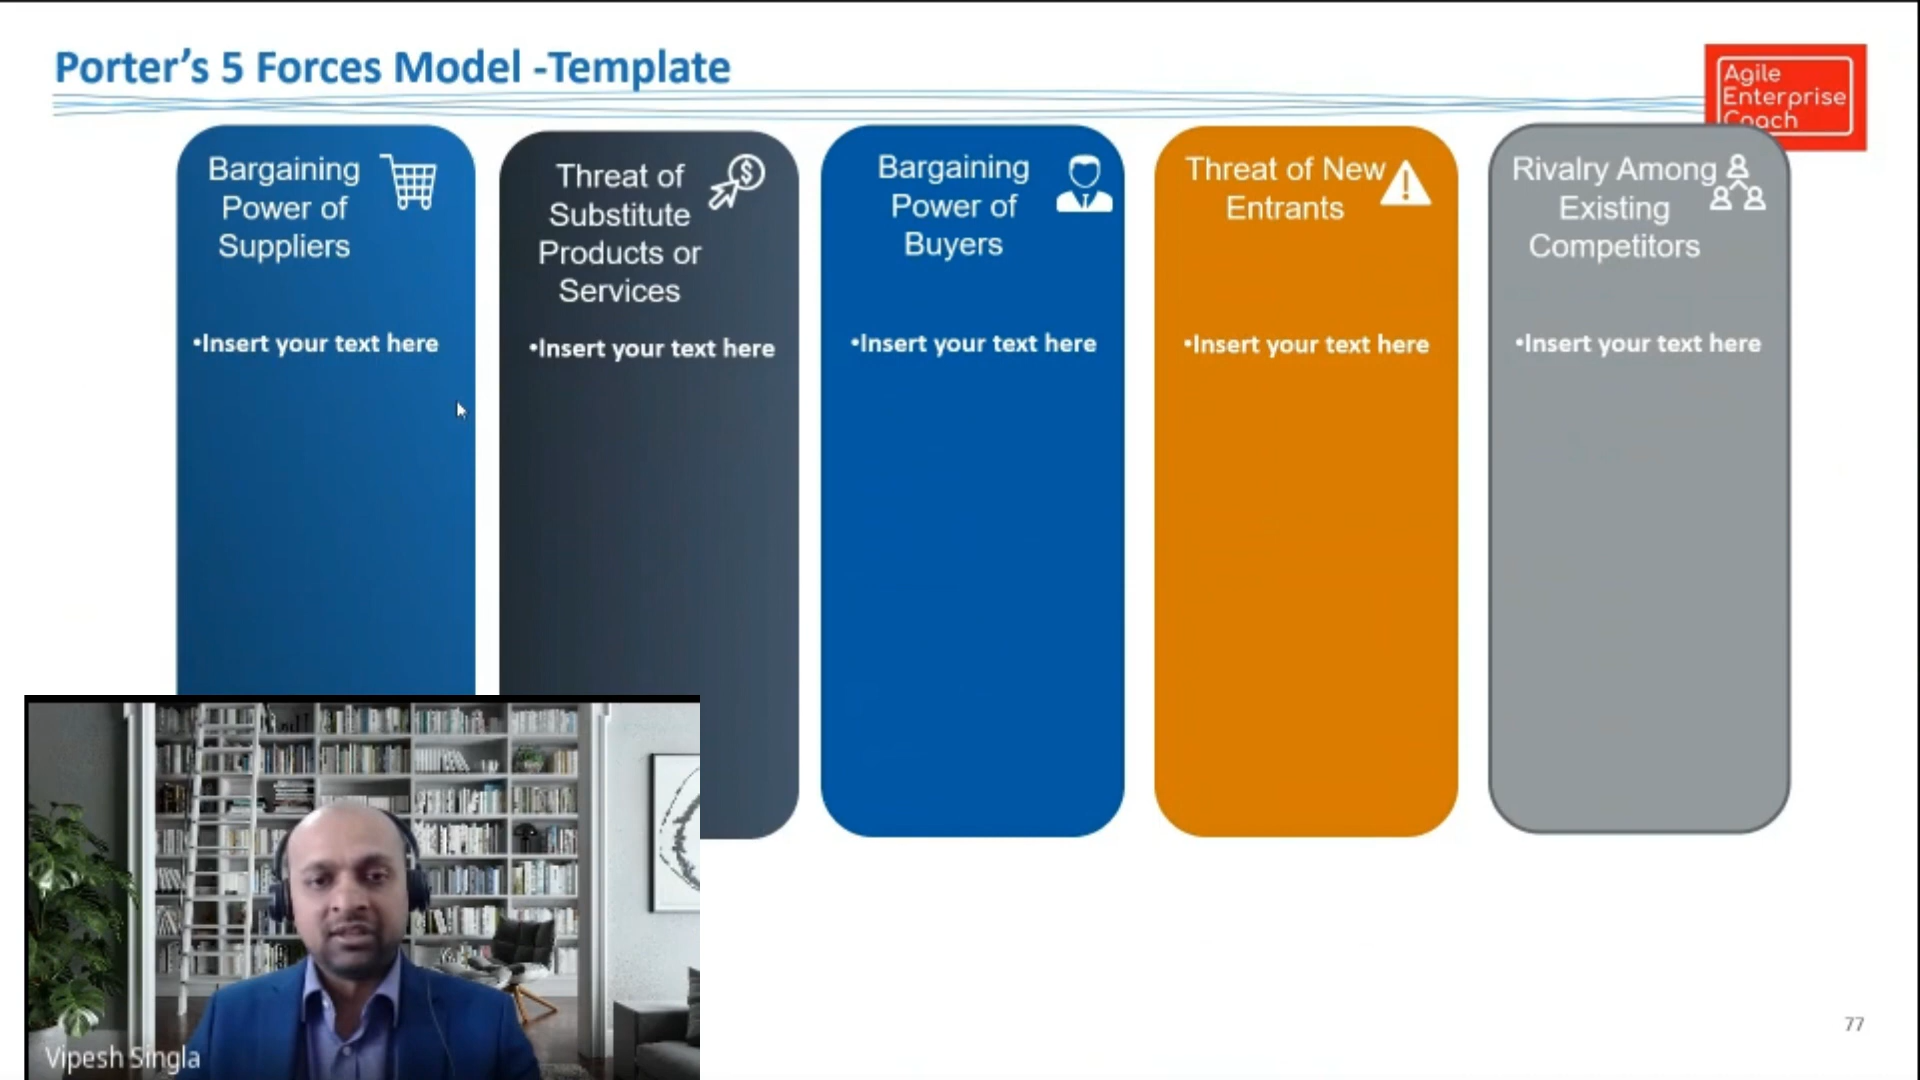 Porter’s 5 Forces Model -Template
Agile
Enterprise
Coach
Bargaining
Power of
Suppliers
•Insert your text here
Threat of
Substitute
Products or
Services
•Insert your text here
Bargaining
Power of
Buyers
•Insert your text here
Threat of New
Entrants
•Insert your text here
Rivalry Among
Existing
Competitors
•Insert your text here
Vipesh Singla
77